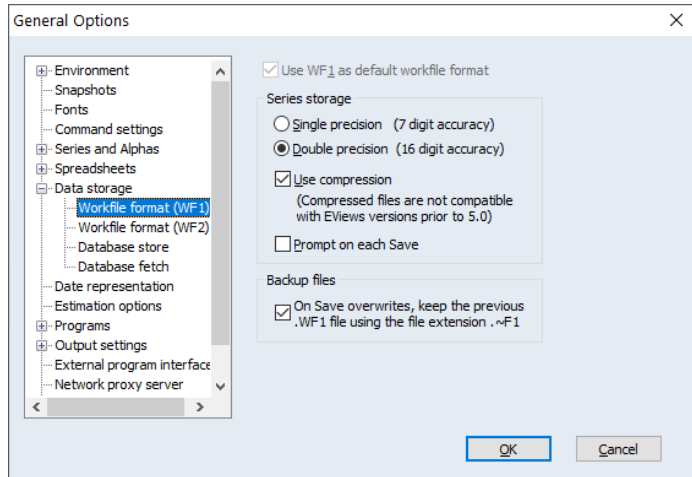 General Options
Environment
Snapshots
Fonts
Command settings
Series and Alphas
Spreadsheets
Data storage
Workfile format (WF1)
Workfile format (WF2)
Database store
Database fetch
Date representation
Estimation options
Programs
Output settings
External program interface
Network proxy server
Use WF1 as default workfile format
Series storage
Single precision (7 digit accuracy)
Double precision (16 digit accuracy)
Use compression
(Compressed files are not compatible
with EViews versions prior to 5.0)
Prompt on each Save
Backup files
On Save overwrites, keep the previous
.WF1 file using the file extension .~F1
OK
Cancel